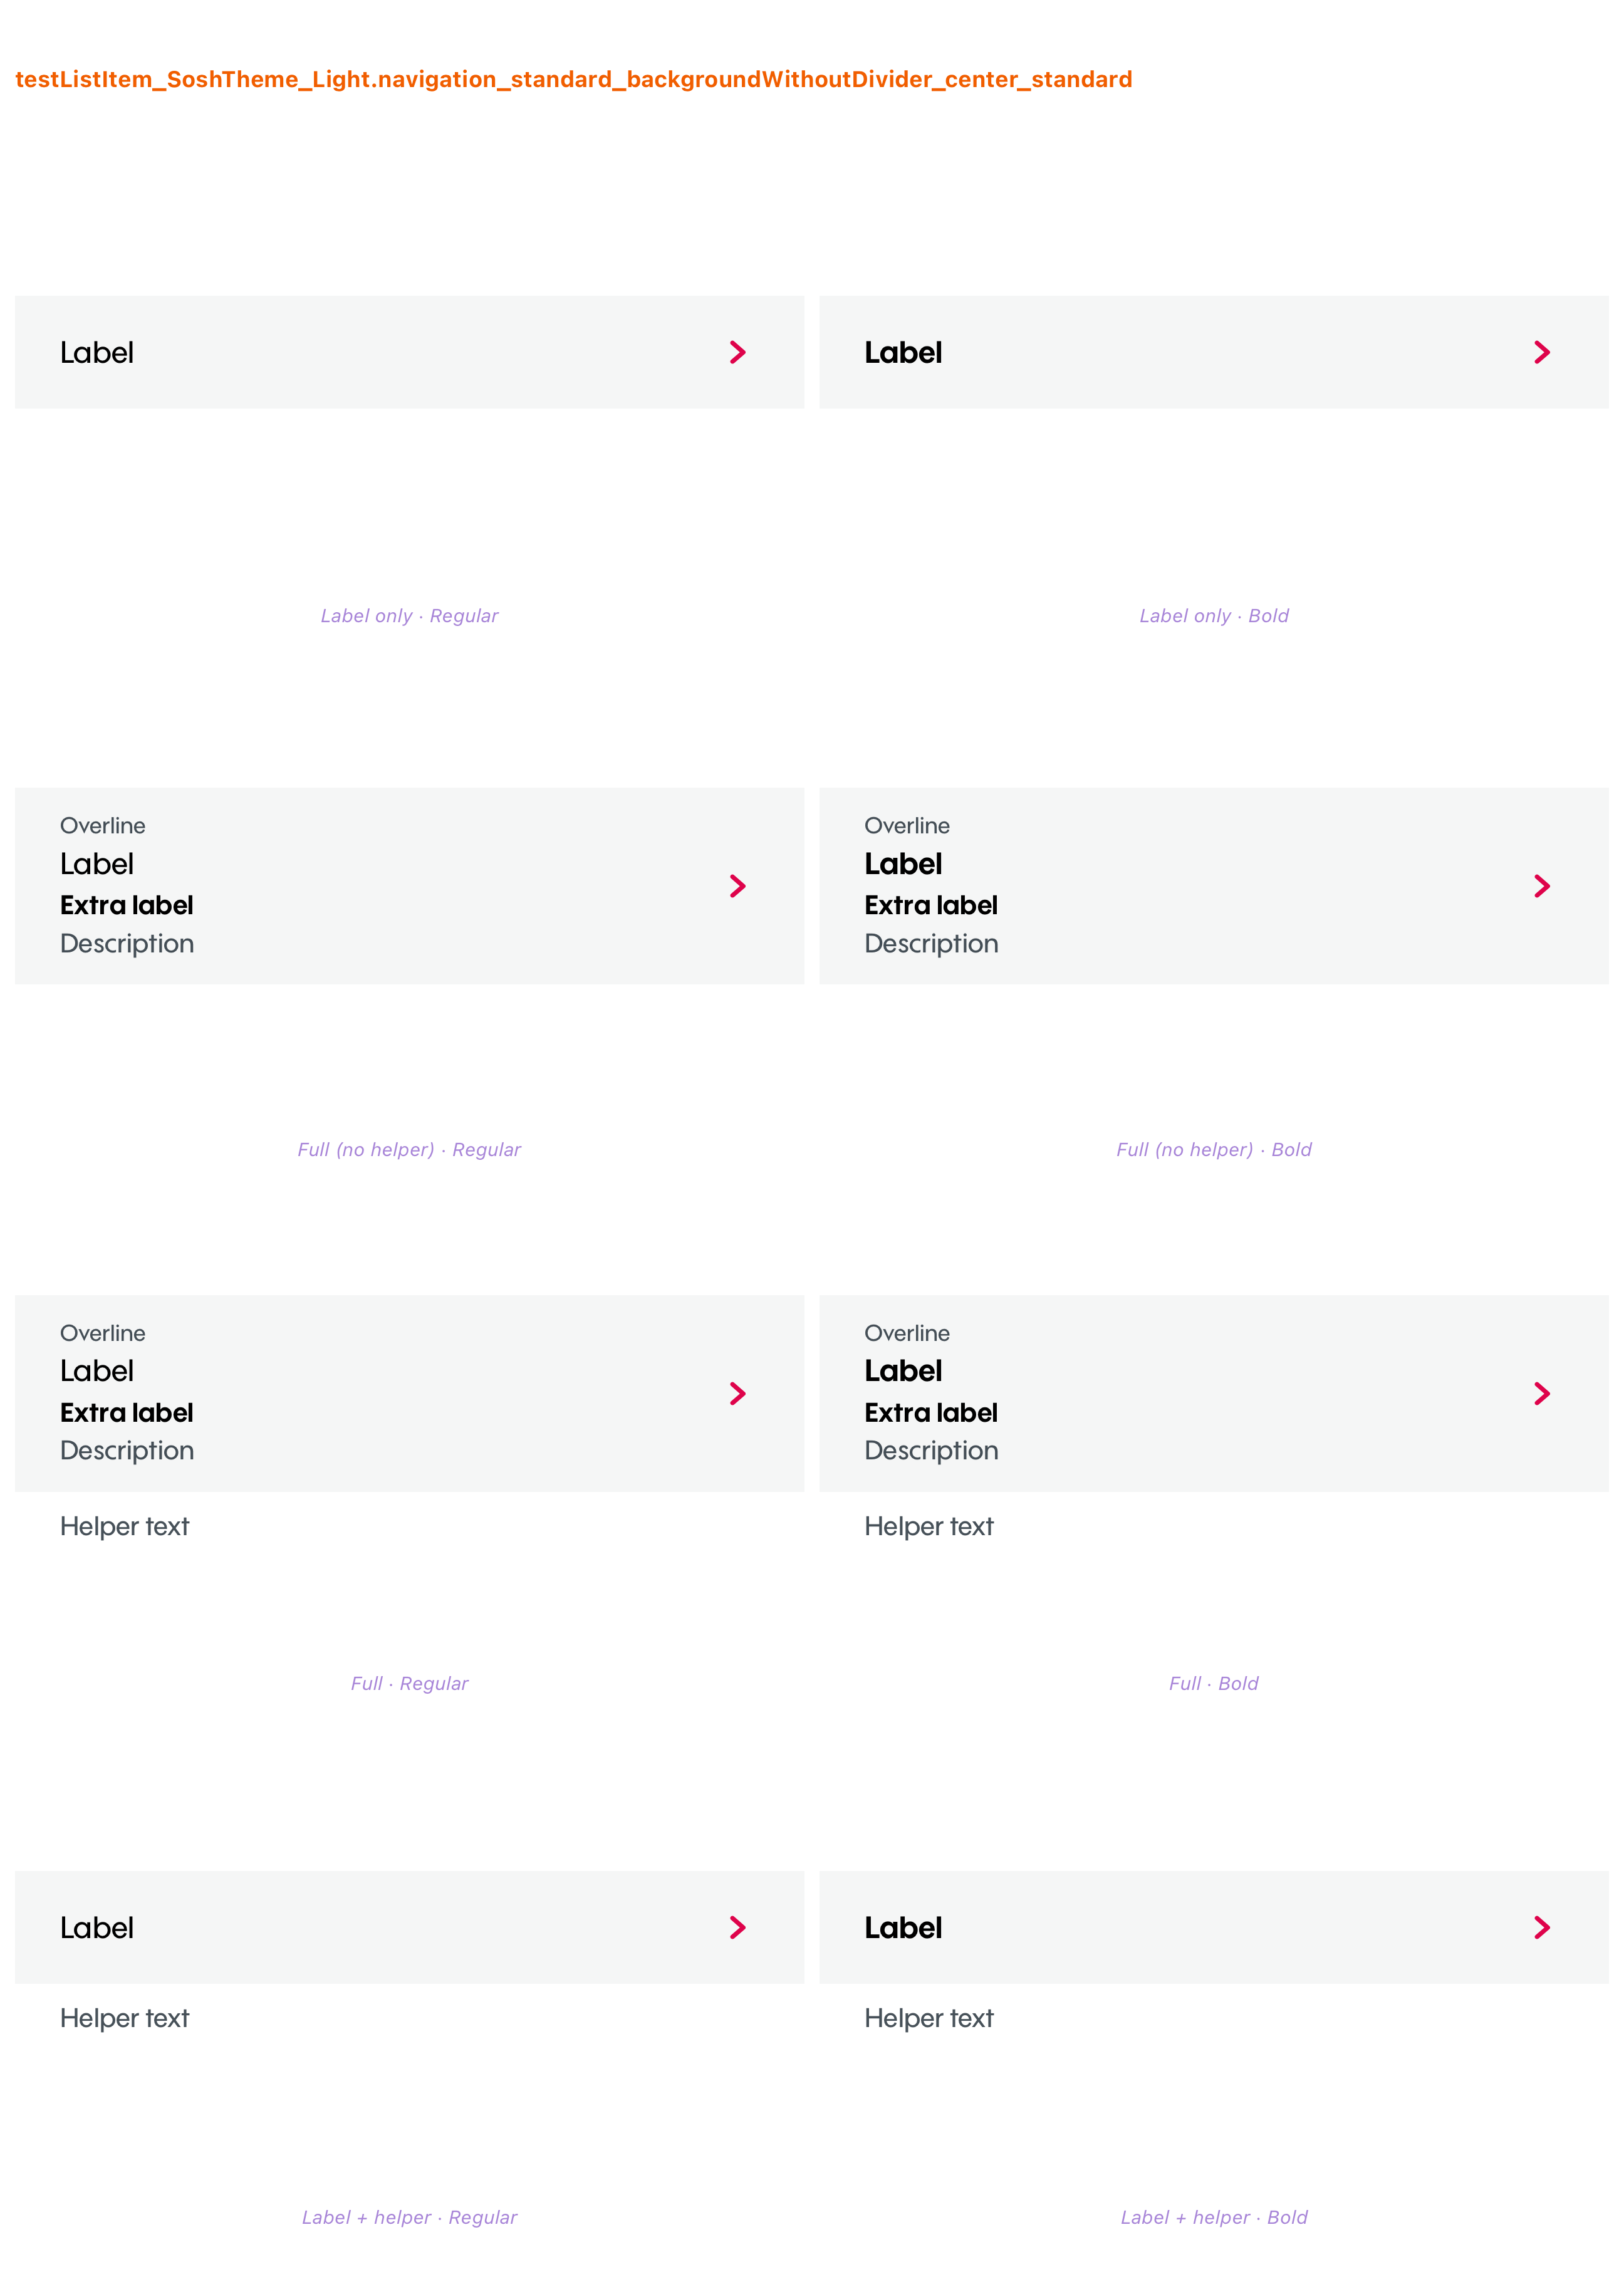 testListItem_SoshTheme_Light.navigation_standard_backgroundWithoutDivider_center_standard
Label
Label
Label only · Regular
Label only · Bold
Overline
Label
Extra label
Description
Overline
Label
Extra label
Description
Full (no helper) · Regular
Full (no helper) · Bold
Overline
Label
Extra label
Description
Helper text
Overline
Label
Extra label
Description
Helper text
Full · Regular
Full · Bold
Label
Helper text
Label
Helper text
Label + helper · Regular
Label + helper · Bold